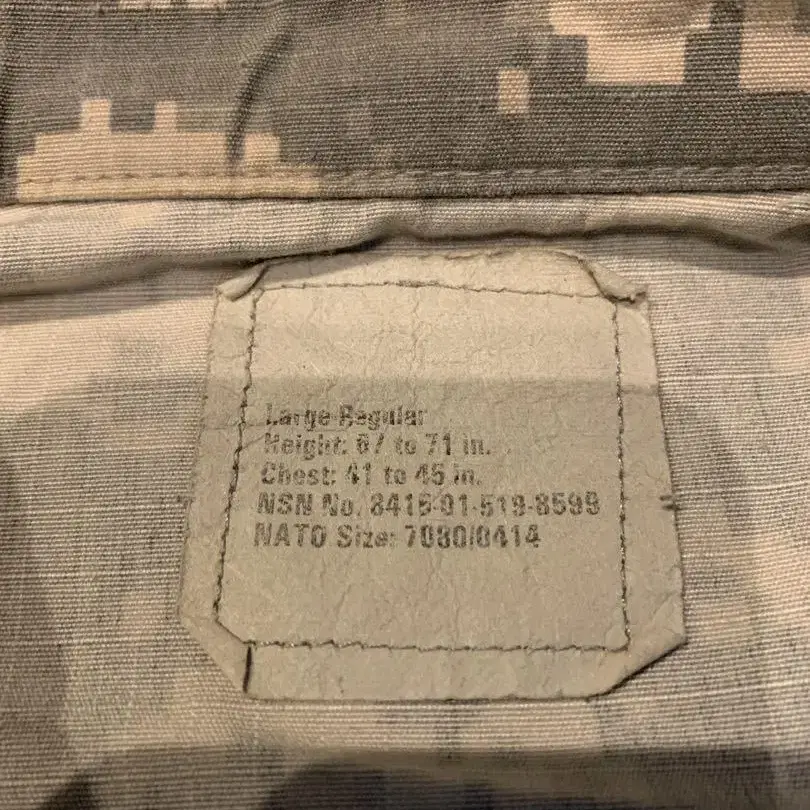 Large-Regular
Height: 67 to 71 in.
Chest: 41 to 45 in.
NSN No. 8415-01-519-8599
NATO Size: 7080/0414